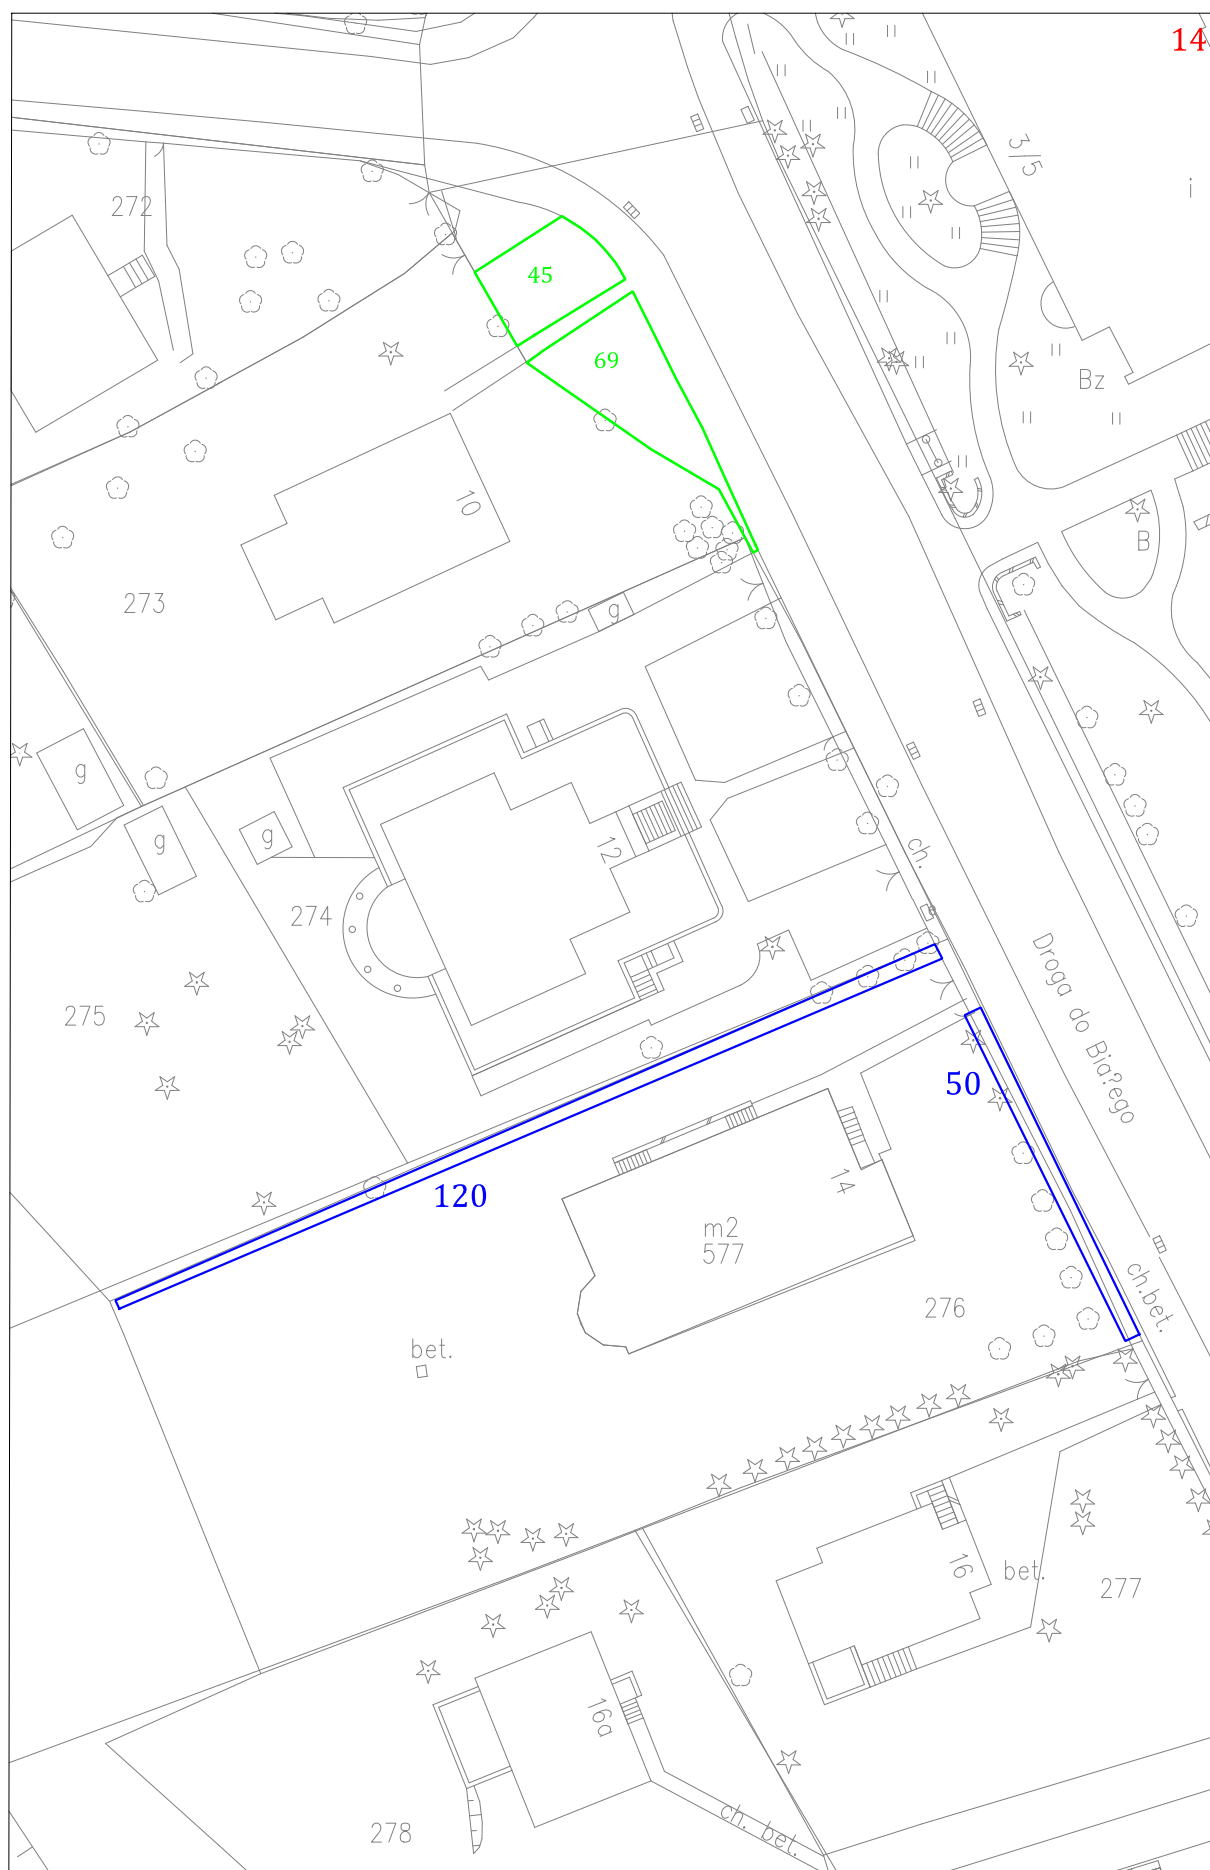 14
3/5
i
272
45
69
Bz
10
B
273
g
g
g
g
12
ch.
274
275
Droga do Bia?ego
50
120
14
m2
577
276
ch.bet.
bet.
16
bet.
277
16a
278
ch. bet.